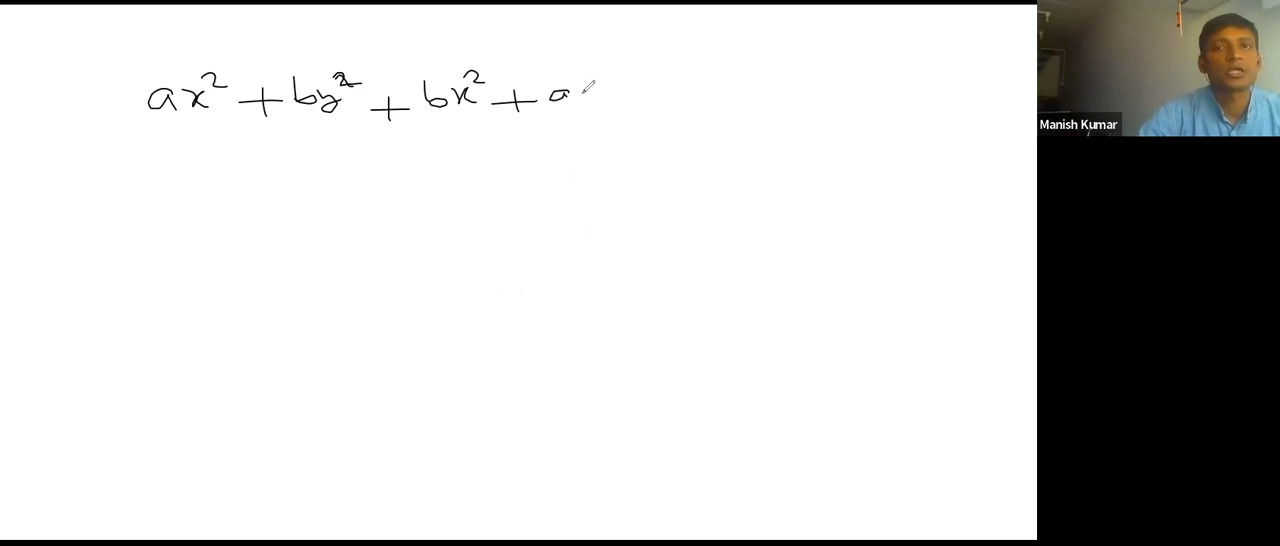 ax² + by² + bx² + a
Manish Kumar